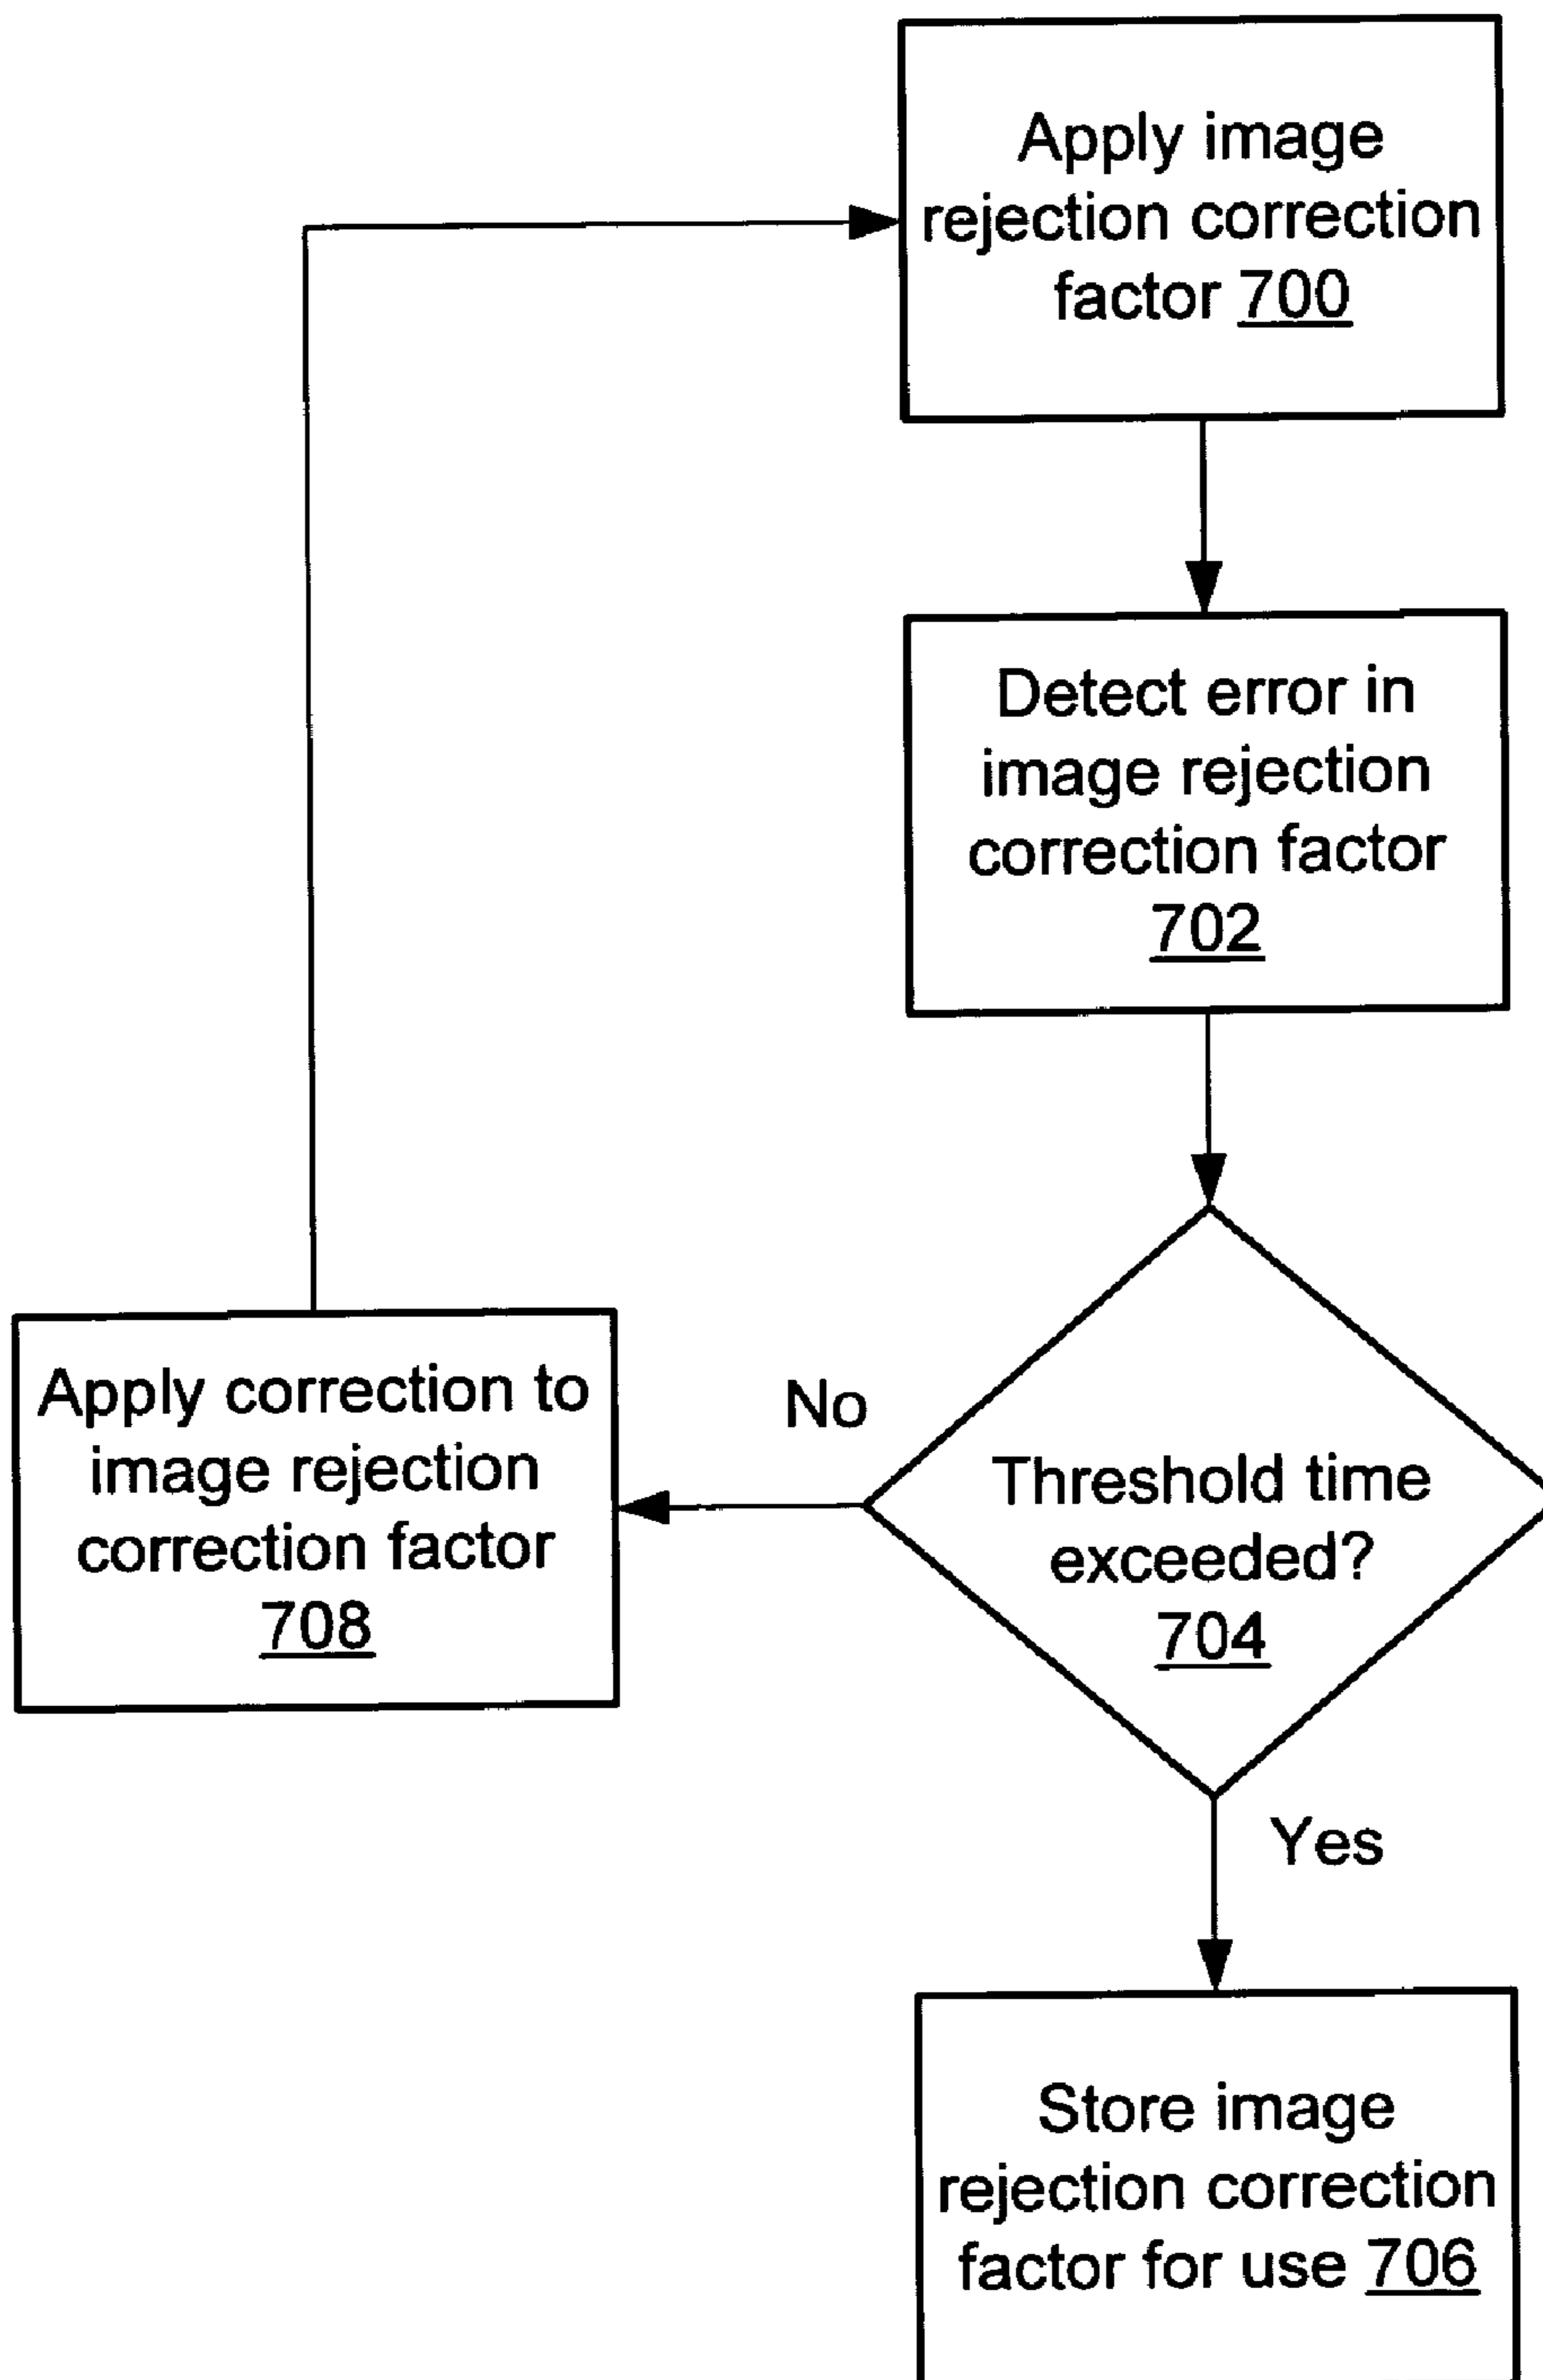 Apply image
rejection correction
factor 700
Detect error in
image rejection
correction factor
702
Threshold time
exceeded?
704
No
Apply correction to
image rejection
correction factor
708
Yes
Store image
rejection correction
factor for use 706